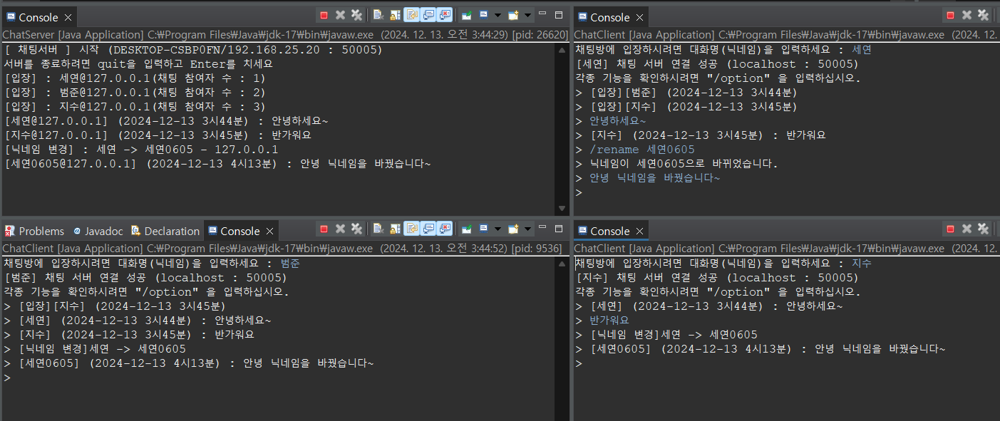 Console
ChatServer [Java Application] C:₩Program Files₩Java₩jdk-17₩bin₩javaw.exe (2024. 12. 13. 오전 3:44:29) [pid: 26620]
[ 채팅서버 ] 시작 (DESKTOP-CSBP0FN/192.168.25.20 : 50005)
서버를 종료하려면 quit을 입력하고 Enter를 치세요
[입장] : 세연@127.0.0.1(채팅 참여자 수 : 1)
[입장] : 범준@127.0.0.1(채팅 참여자 수 : 2)
[입장] : 지수@127.0.0.1(채팅 참여자 수 : 3)
[세연@127.0.0.1] (2024-12-13 3시44분) : 안녕하세요~
[지수@127.0.0.1] (2024-12-13 3시45분) : 반가워요
[닉네임 변경] : 세연 -> 세연0605 - 127.0.0.1
[세연0605@127.0.0.1] (2024-12-13 4시13분) : 안녕 닉네임을 바꿨습니다~
Console
ChatClient [Java Application] C:₩Program Files₩Java₩jdk-17₩bin₩javaw.exe (2024. 12.
채팅방에 입장하시려면 대화명(닉네임)을 입력하세요 : 세연
[세연] 채팅 서버 연결 성공 (localhost : 50005)
각종 기능을 확인하시려면 "/option" 을 입력하십시오.
> [입장][범준] (2024-12-13 3시44분)
> [입장][지수] (2024-12-13 3시45분)
> 안녕하세요~
> [지수] (2024-12-13 3시45분) : 반가워요
> /rename 세연0605
> 닉네임이 세연0605으로 바뀌었습니다.
> 안녕 닉네임을 바꿨습니다~
>
Problems Javadoc Declaration Console
ChatClient [Java Application] C:₩Program Files₩Java₩jdk-17₩bin₩javaw.exe (2024. 12. 13. 오전 3:44:52) [pid: 9536]
채팅방에 입장하시려면 대화명(닉네임)을 입력하세요 : 범준
[범준] 채팅 서버 연결 성공 (localhost : 50005)
각종 기능을 확인하시려면 "/option" 을 입력하십시오.
> [입장][지수] (2024-12-13 3시45분)
> [세연] (2024-12-13 3시44분) : 안녕하세요~
> [지수] (2024-12-13 3시45분) : 반가워요
> [닉네임 변경]세연 -> 세연0605
> [세연0605] (2024-12-13 4시13분) : 안녕 닉네임을 바꿨습니다~
>
Console
ChatClient [Java Application] C:₩Program Files₩Java₩jdk-17₩bin₩javaw.exe (2024. 12.
채팅방에 입장하시려면 대화명(닉네임)을 입력하세요 : 지수
[지수] 채팅 서버 연결 성공 (localhost : 50005)
각종 기능을 확인하시려면 "/option" 을 입력하십시오.
> [세연] (2024-12-13 3시44분) : 안녕하세요~
> 반가워요
> [닉네임 변경]세연 -> 세연0605
> [세연0605] (2024-12-13 4시13분) : 안녕 닉네임을 바꿨습니다~
>